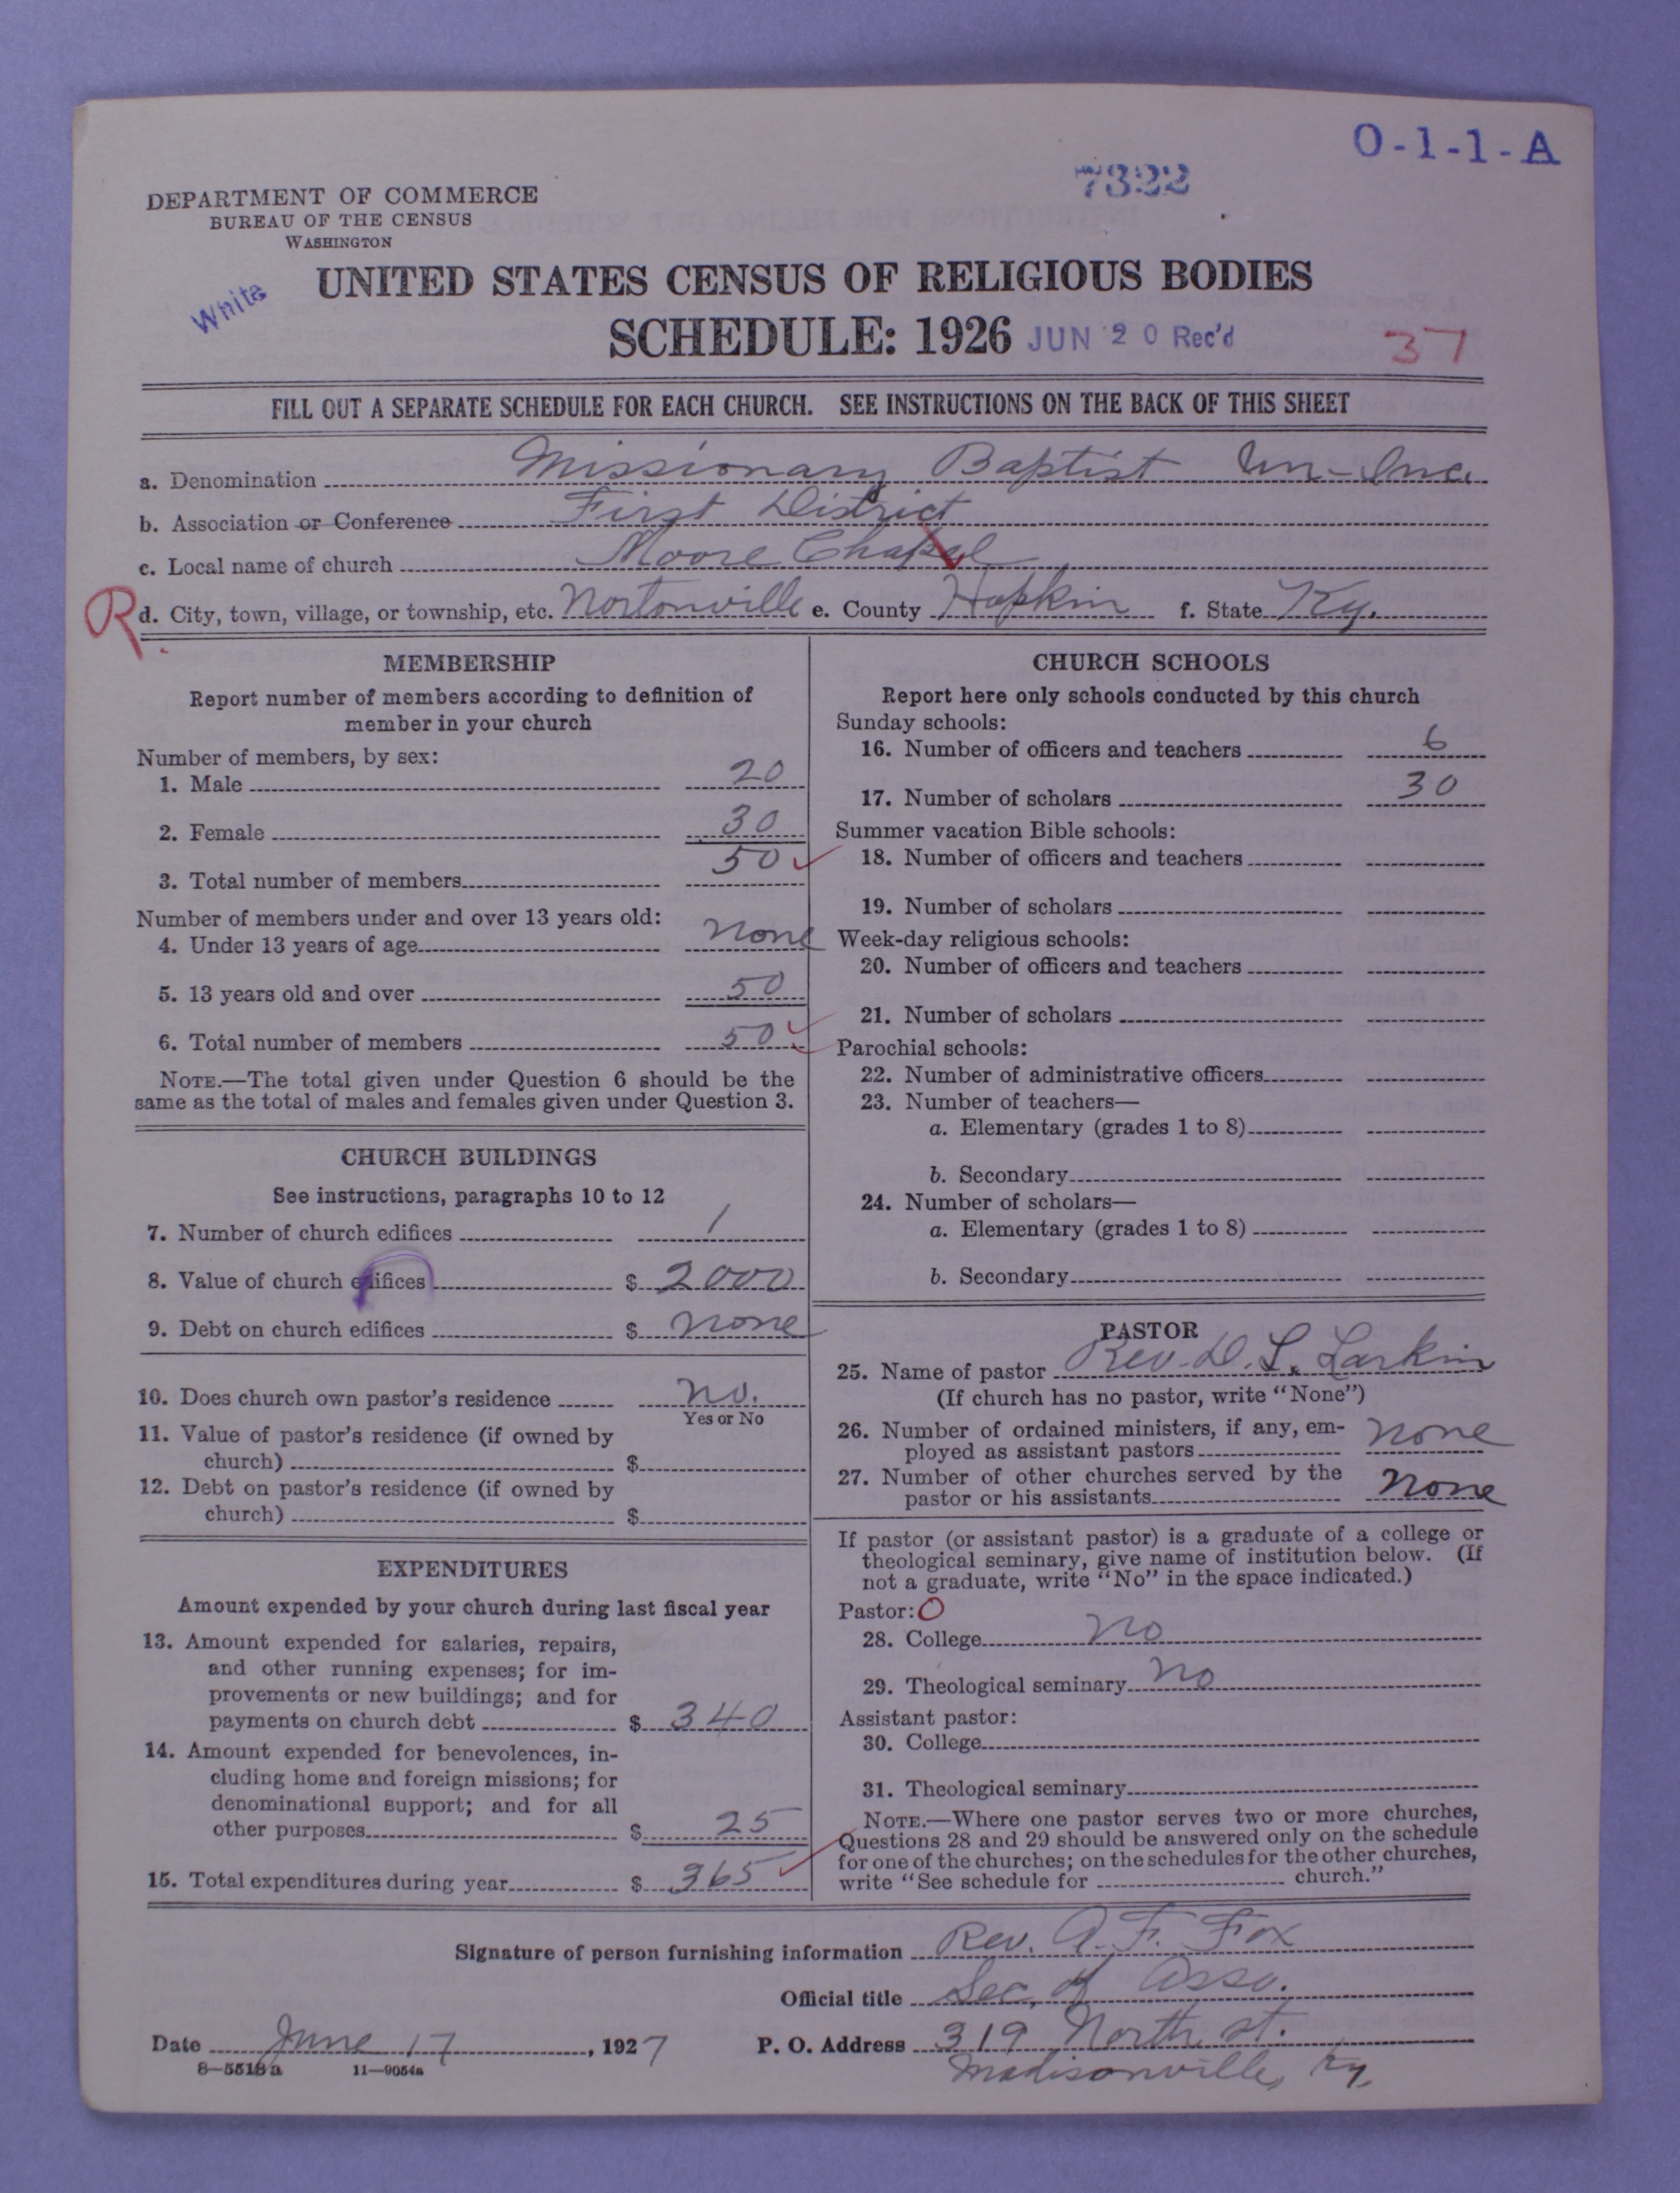 O-1-1-A
7322
DEPARTMENT OF COMMERCE
BUREAU OF THE CENSUS
WASHINGTON
White
UNITED STATES CENSUS OF RELIGIOUS BODIES
SCHEDULE: 1926 JUN 20 Rec'd 37
FILL OUT A SEPARATE SCHEDULE FOR EACH CHURCH. SEE INSTRUCTIONS ON THE BACK OF THIS SHEET
a. Denomination Missionary Baptist Un-Inc.
b. Association or Conference First District
c. Local name of church Moore Chapel
R d. City, town, village, or township, etc. Nortonville e. County Hopkin f. State Ky.
MEMBERSHIP
Report number of members according to definition of
member in your church
Number of members, by sex:
1. Male 20
2. Female 30
3. Total number of members 50
Number of members under and over 13 years old:
4. Under 13 years of age none
5. 13 years old and over 50
6. Total number of members 50
NOTE.—The total given under Question 6 should be the
same as the total of males and females given under Question 3.
CHURCH BUILDINGS
See instructions, paragraphs 10 to 12
7. Number of church edifices 1
8. Value of church edifices $ 2000
9. Debt on church edifices $ none
10. Does church own pastor's residence no.
Yes or No
11. Value of pastor's residence (if owned by
church) $
12. Debt on pastor's residence (if owned by
church) $
EXPENDITURES
Amount expended by your church during last fiscal year
13. Amount expended for salaries, repairs,
and other running expenses; for im-
provements or new buildings; and for
payments on church debt $ 340
14. Amount expended for benevolences, in-
cluding home and foreign missions; for
denominational support; and for all
other purposes $ 25
15. Total expenditures during year $ 365
CHURCH SCHOOLS
Report here only schools conducted by this church
Sunday schools:
16. Number of officers and teachers 6
17. Number of scholars 30
Summer vacation Bible schools:
18. Number of officers and teachers
19. Number of scholars
Week-day religious schools:
20. Number of officers and teachers
21. Number of scholars
Parochial schools:
22. Number of administrative officers
23. Number of teachers—
a. Elementary (grades 1 to 8)
b. Secondary
24. Number of scholars—
a. Elementary (grades 1 to 8)
b. Secondary
PASTOR
25. Name of pastor Rev. D. L. Larkin
(If church has no pastor, write "None")
26. Number of ordained ministers, if any, em-
ployed as assistant pastors none
27. Number of other churches served by the
pastor or his assistants none
If pastor (or assistant pastor) is a graduate of a college or
theological seminary, give name of institution below. (If
not a graduate, write "No" in the space indicated.)
Pastor: O
28. College no
29. Theological seminary no
Assistant pastor:
30. College
31. Theological seminary
NOTE.—Where one pastor serves two or more churches,
Questions 28 and 29 should be answered only on the schedule
for one of the churches; on the schedules for the other churches,
write "See schedule for church."
Signature of person furnishing information Rev. A. F. Fox
Official title Sec. of Asso.
Date June 17, 1927 P. O. Address 319 North st.
8—5518a 11—9054a Madisonville, Ky.